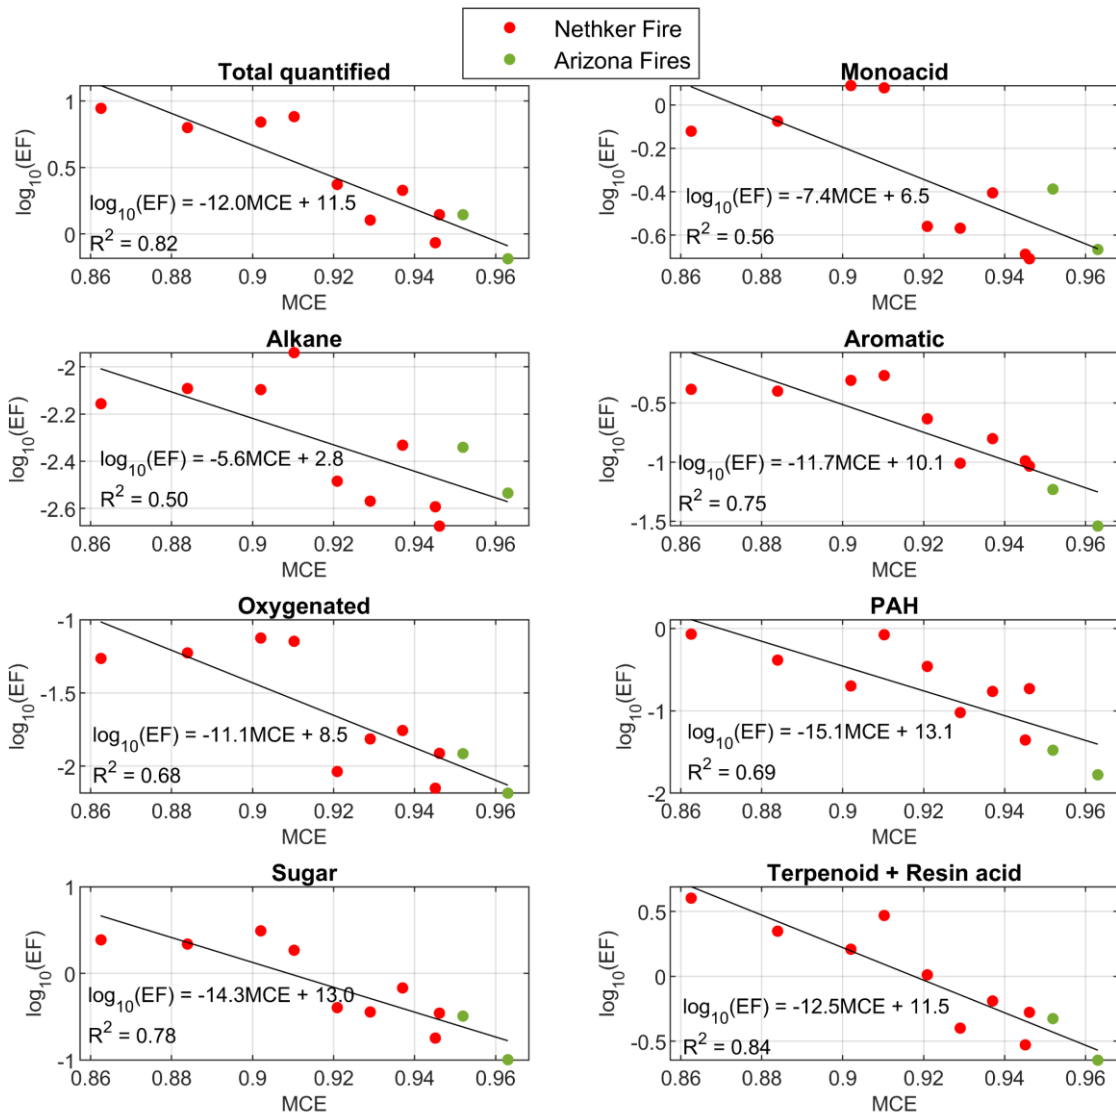 Nethker Fire
Arizona Fires
Total quantified
log10(EF)
1
0.5
0
log10(EF) = -12.0MCE + 11.5
R2 = 0.82
0.86 0.88 0.9 0.92 0.94 0.96
MCE
Monoacid
log10(EF)
0
-0.2
-0.4
-0.6
log10(EF) = -7.4MCE + 6.5
R2 = 0.56
0.86 0.88 0.9 0.92 0.94 0.96
MCE
Alkane
log10(EF)
-2
-2.2
-2.4
-2.6
log10(EF) = -5.6MCE + 2.8
R2 = 0.50
0.86 0.88 0.9 0.92 0.94 0.96
MCE
Aromatic
log10(EF)
-0.5
-1
-1.5
log10(EF) = -11.7MCE + 10.1
R2 = 0.75
0.86 0.88 0.9 0.92 0.94 0.96
MCE
Oxygenated
log10(EF)
-1
-1.5
-2
log10(EF) = -11.1MCE + 8.5
R2 = 0.68
0.86 0.88 0.9 0.92 0.94 0.96
MCE
PAH
log10(EF)
0
-1
-2
log10(EF) = -15.1MCE + 13.1
R2 = 0.69
0.86 0.88 0.9 0.92 0.94 0.96
MCE
Sugar
log10(EF)
1
0
-1
log10(EF) = -14.3MCE + 13.0
R2 = 0.78
0.86 0.88 0.9 0.92 0.94 0.96
MCE
Terpenoid + Resin acid
log10(EF)
0.5
0
-0.5
log10(EF) = -12.5MCE + 11.5
R2 = 0.84
0.86 0.88 0.9 0.92 0.94 0.96
MCE